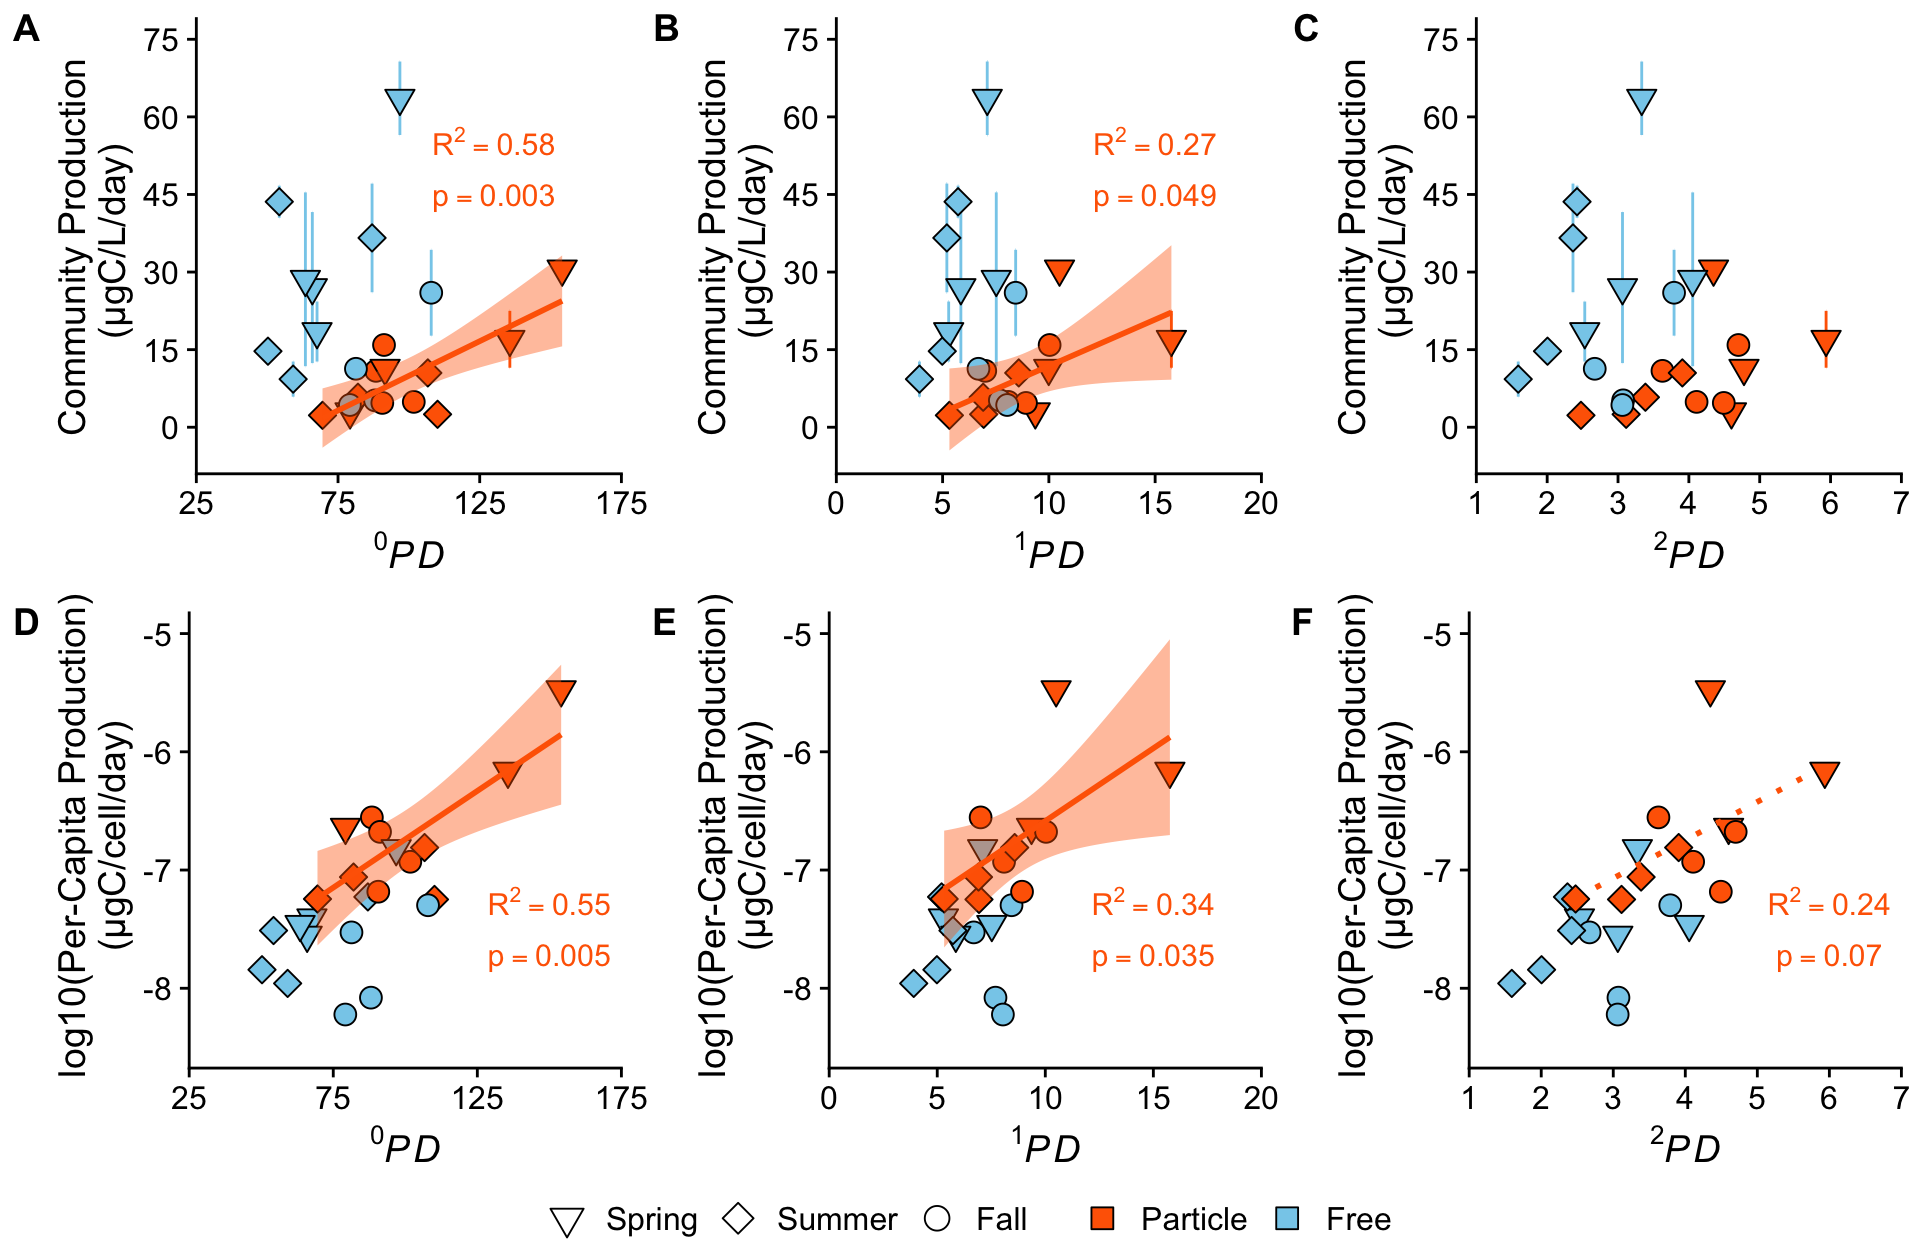 A
Community Production
(µgC/L/day)
75
60
45
30
15
0
R² = 0.58
p = 0.003
25 75 125 175
⁰PD
B
Community Production
(µgC/L/day)
75
60
45
30
15
0
R² = 0.27
p = 0.049
0 5 10 15 20
¹PD
C
Community Production
(µgC/L/day)
75
60
45
30
15
0
1 2 3 4 5 6 7
²PD
D
log10(Per-Capita Production)
(µgC/cell/day)
-5
-6
-7
-8
R² = 0.55
p = 0.005
25 75 125 175
⁰PD
E
log10(Per-Capita Production)
(µgC/cell/day)
-5
-6
-7
-8
R² = 0.34
p = 0.035
0 5 10 15 20
¹PD
F
log10(Per-Capita Production)
(µgC/cell/day)
-5
-6
-7
-8
R² = 0.24
p = 0.07
1 2 3 4 5 6 7
²PD
Spring Summer Fall Particle Free